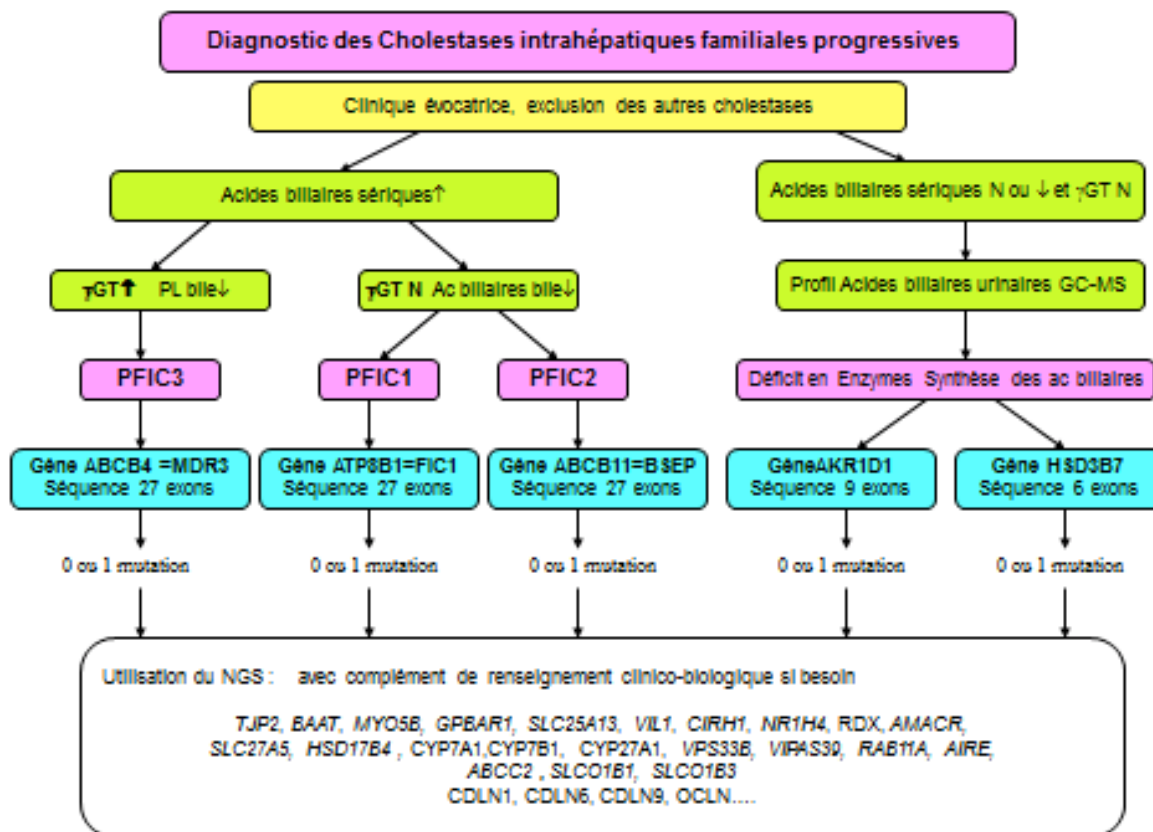 Diagnostic des Cholestases intrahépatiques familiales progressives
Clinique évocatrice, exclusion des autres cholestases
Acides biliaires sériques↑
Acides biliaires sériques N ou ↓ et γGT N
γGT↑ PL bile↓
γGT N Ac biliaires bile↓
Profil Acides biliaires urinaires GC-MS
PFIC3
PFIC1
PFIC2
Déficit en Enzymes Synthèse des ac biliaires
Gène ABCB4 =MDR3
Séquence 27 exons
Gène ATP8B1=FIC1
Séquence 27 exons
Gène ABCB11=BSEP
Séquence 27 exons
GèneAKR1D1
Séquence 9 exons
Gène HSD3B7
Séquence 6 exons
0 ou 1 mutation
0 ou 1 mutation
0 ou 1 mutation
0 ou 1 mutation
0 ou 1 mutation
Utilisation du NGS : avec complément de renseignement clinico-biologique si besoin
TJP2, BAAT, MYO5B, GPBAR1, SLC25A13, VIL1, CIRH1, NR1H4, RDX, AMACR,
SLC27A5, HSD17B4 , CYP7A1,CYP7B1, CYP27A1, VPS33B, VIPAS39, RAB11A, AIRE,
ABCC2 , SLCO1B1, SLCO1B3
CDLN1, CDLN6, CDLN9, OCLN....